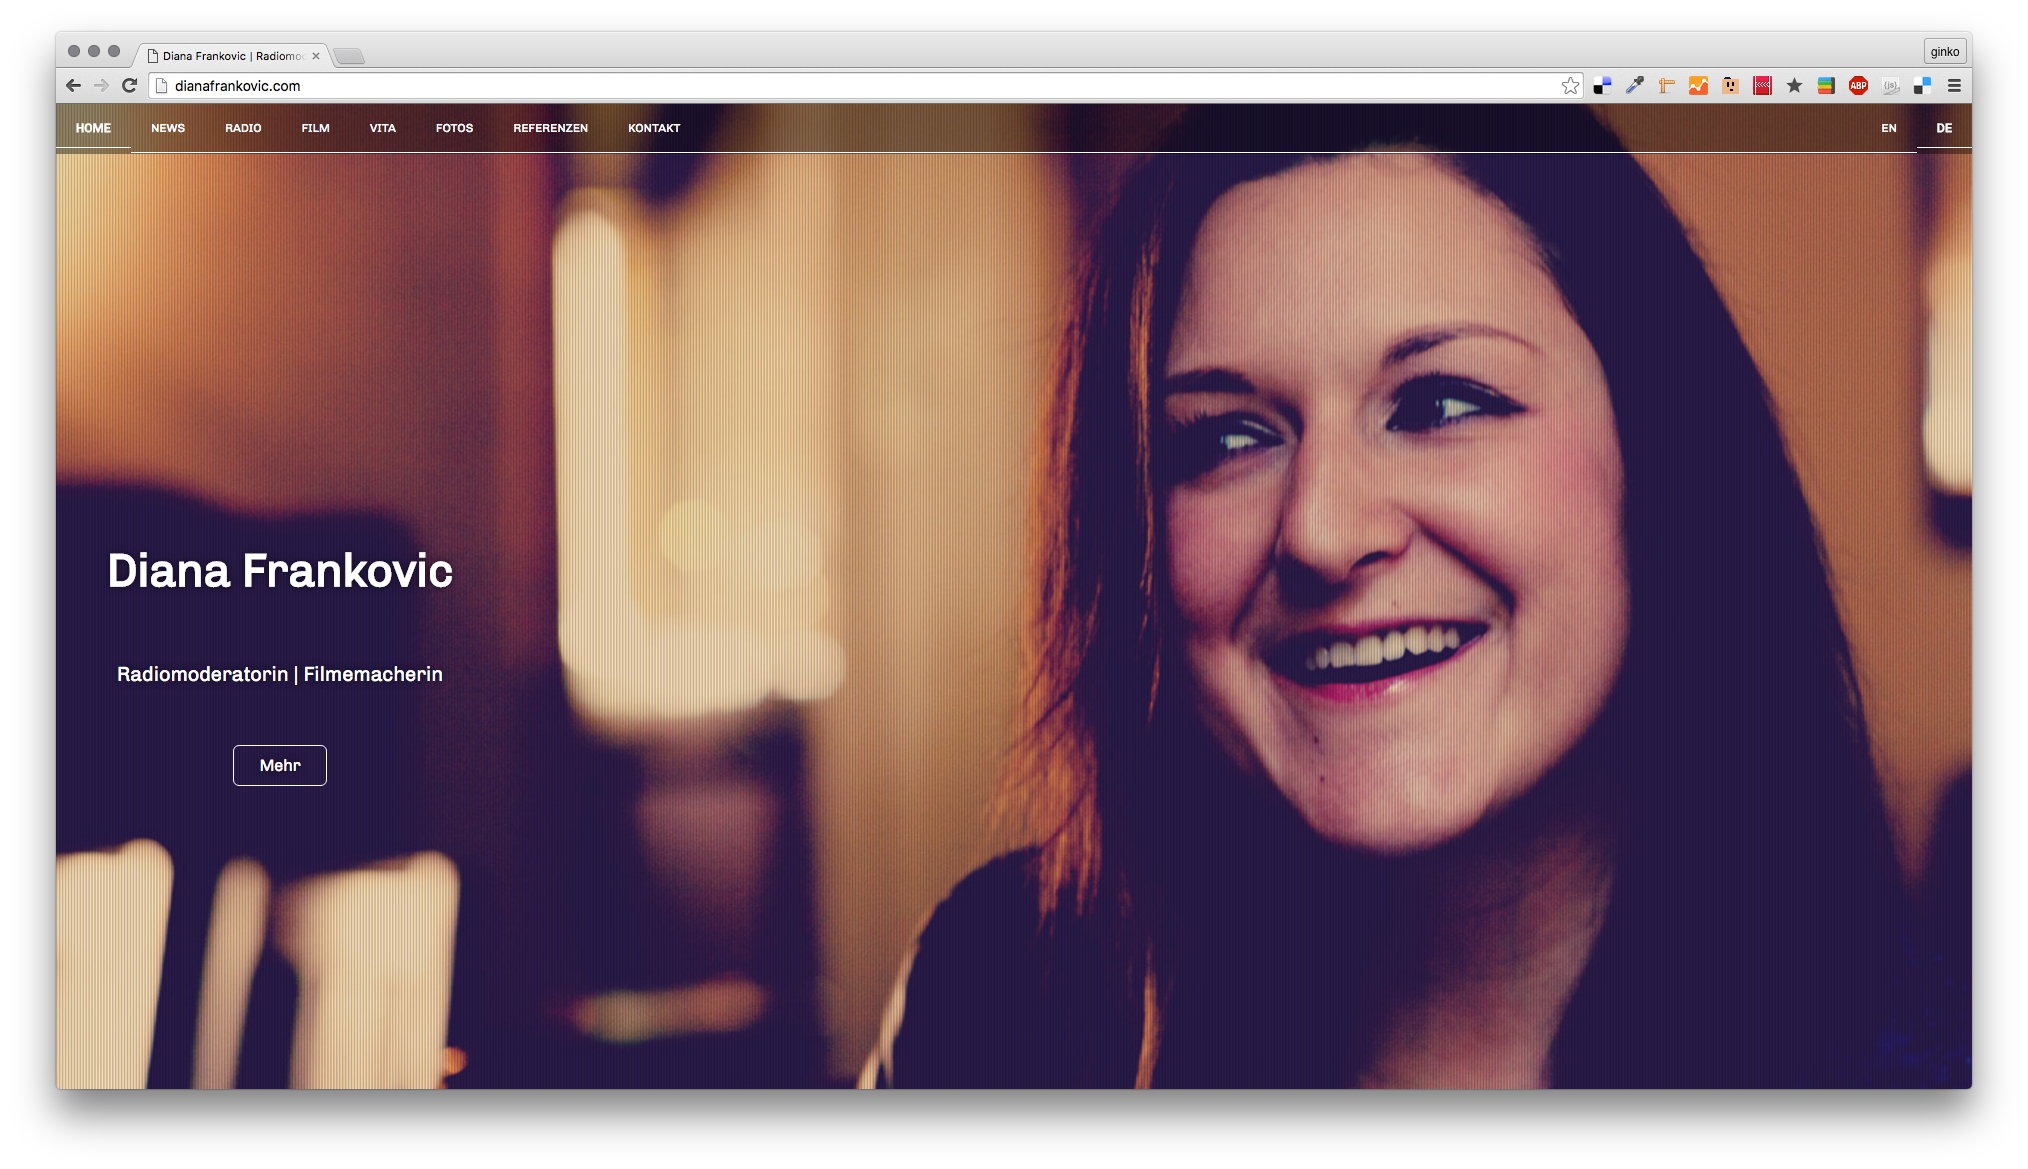 Diana Frankovic | Radiomo
ginko
dianafrankovic.com
ABP
{js}
HOME NEWS RADIO FILM VITA FOTOS REFERENZEN KONTAKT EN DE
Diana Frankovic
Radiomoderatorin | Filmemacherin
Mehr